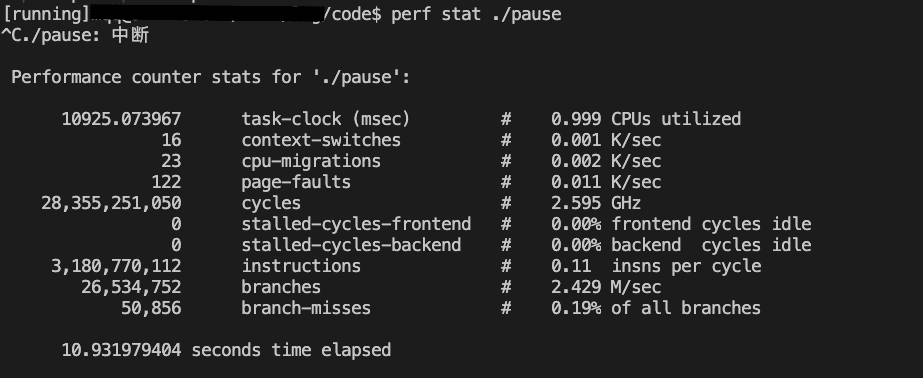 [running] /code$ perf stat ./pause
^C./pause: 中断
Performance counter stats for './pause':
10925.073967 task-clock (msec) # 0.999 CPUs utilized
16 context-switches # 0.001 K/sec
23 cpu-migrations # 0.002 K/sec
122 page-faults # 0.011 K/sec
28,355,251,050 cycles # 2.595 GHz
0 stalled-cycles-frontend # 0.00% frontend cycles idle
0 stalled-cycles-backend # 0.00% backend cycles idle
3,180,770,112 instructions # 0.11 insns per cycle
26,534,752 branches # 2.429 M/sec
50,856 branch-misses # 0.19% of all branches
10.931979404 seconds time elapsed